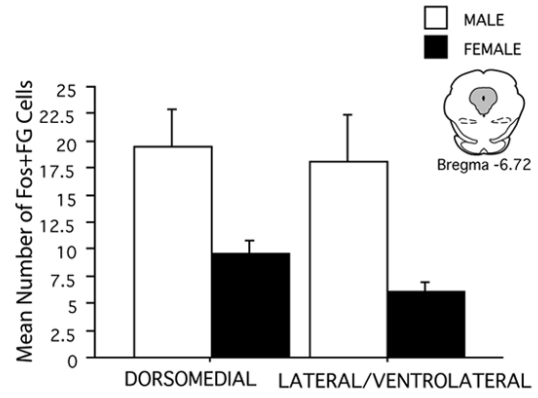 MALE
FEMALE
Mean Number of Fos+FG Cells
25
22.5
20
17.5
15
12.5
10
7.5
5
2.5
0
Bregma -6.72
DORSOMEDIAL
LATERAL/VENTROLATERAL